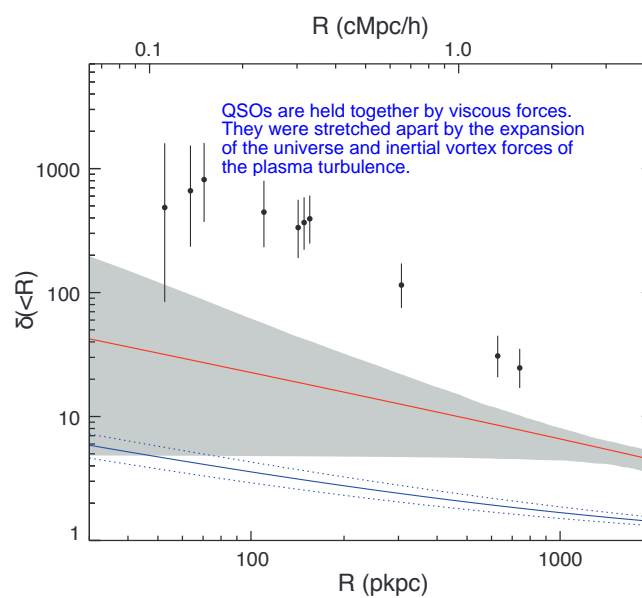 R (cMpc/h)
0.1 1.0
QSOs are held together by viscous forces.
They were stretched apart by the expansion
of the universe and inertial vortex forces of
the plasma turbulence.
1000
100
10
1
δ(<R)
100 1000
R (pkpc)